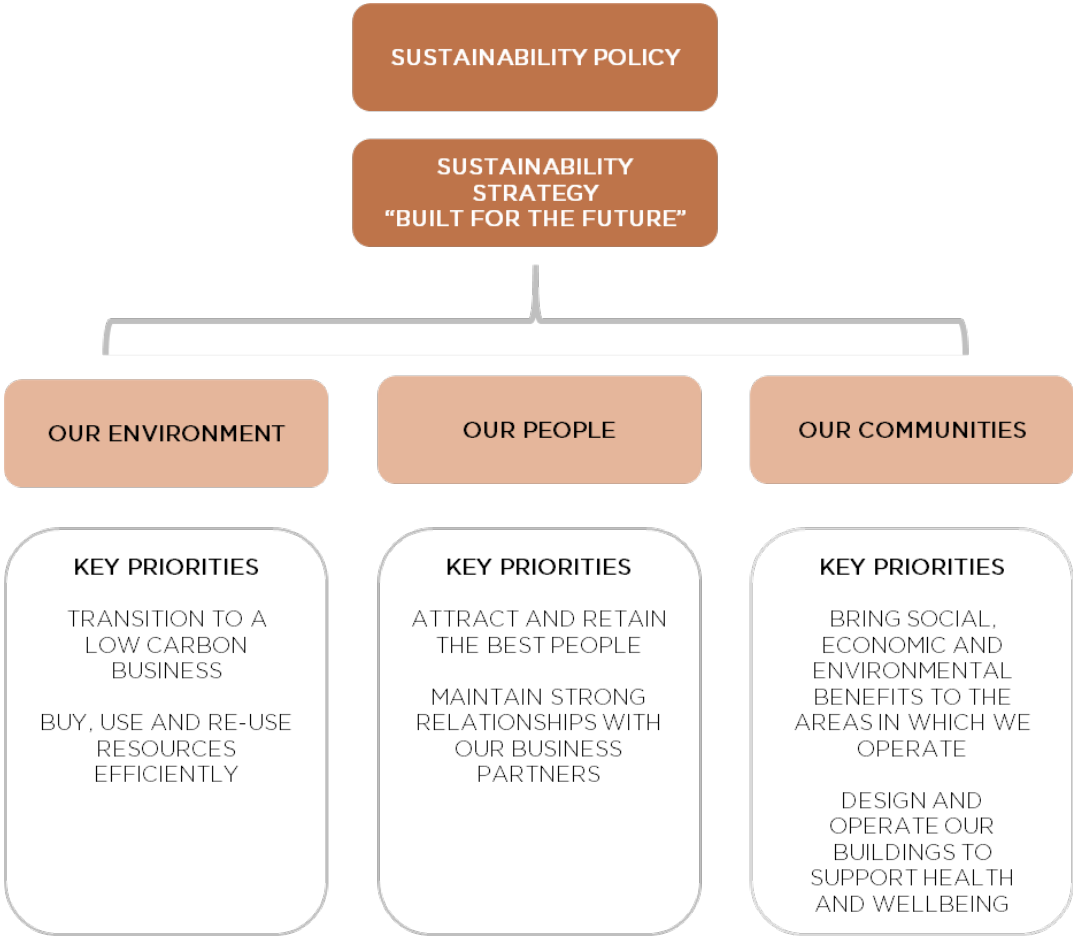 SUSTAINABILITY POLICY
SUSTAINABILITY
STRATEGY
“BUILT FOR THE FUTURE”
OUR ENVIRONMENT
OUR PEOPLE
OUR COMMUNITIES
KEY PRIORITIES
TRANSITION TO A
LOW CARBON
BUSINESS
BUY, USE AND RE-USE
RESOURCES
EFFICIENTLY
KEY PRIORITIES
ATTRACT AND RETAIN
THE BEST PEOPLE
MAINTAIN STRONG
RELATIONSHIPS WITH
OUR BUSINESS
PARTNERS
KEY PRIORITIES
BRING SOCIAL,
ECONOMIC AND
ENVIRONMENTAL
BENEFITS TO THE
AREAS IN WHICH WE
OPERATE
DESIGN AND
OPERATE OUR
BUILDINGS TO
SUPPORT HEALTH
AND WELLBEING